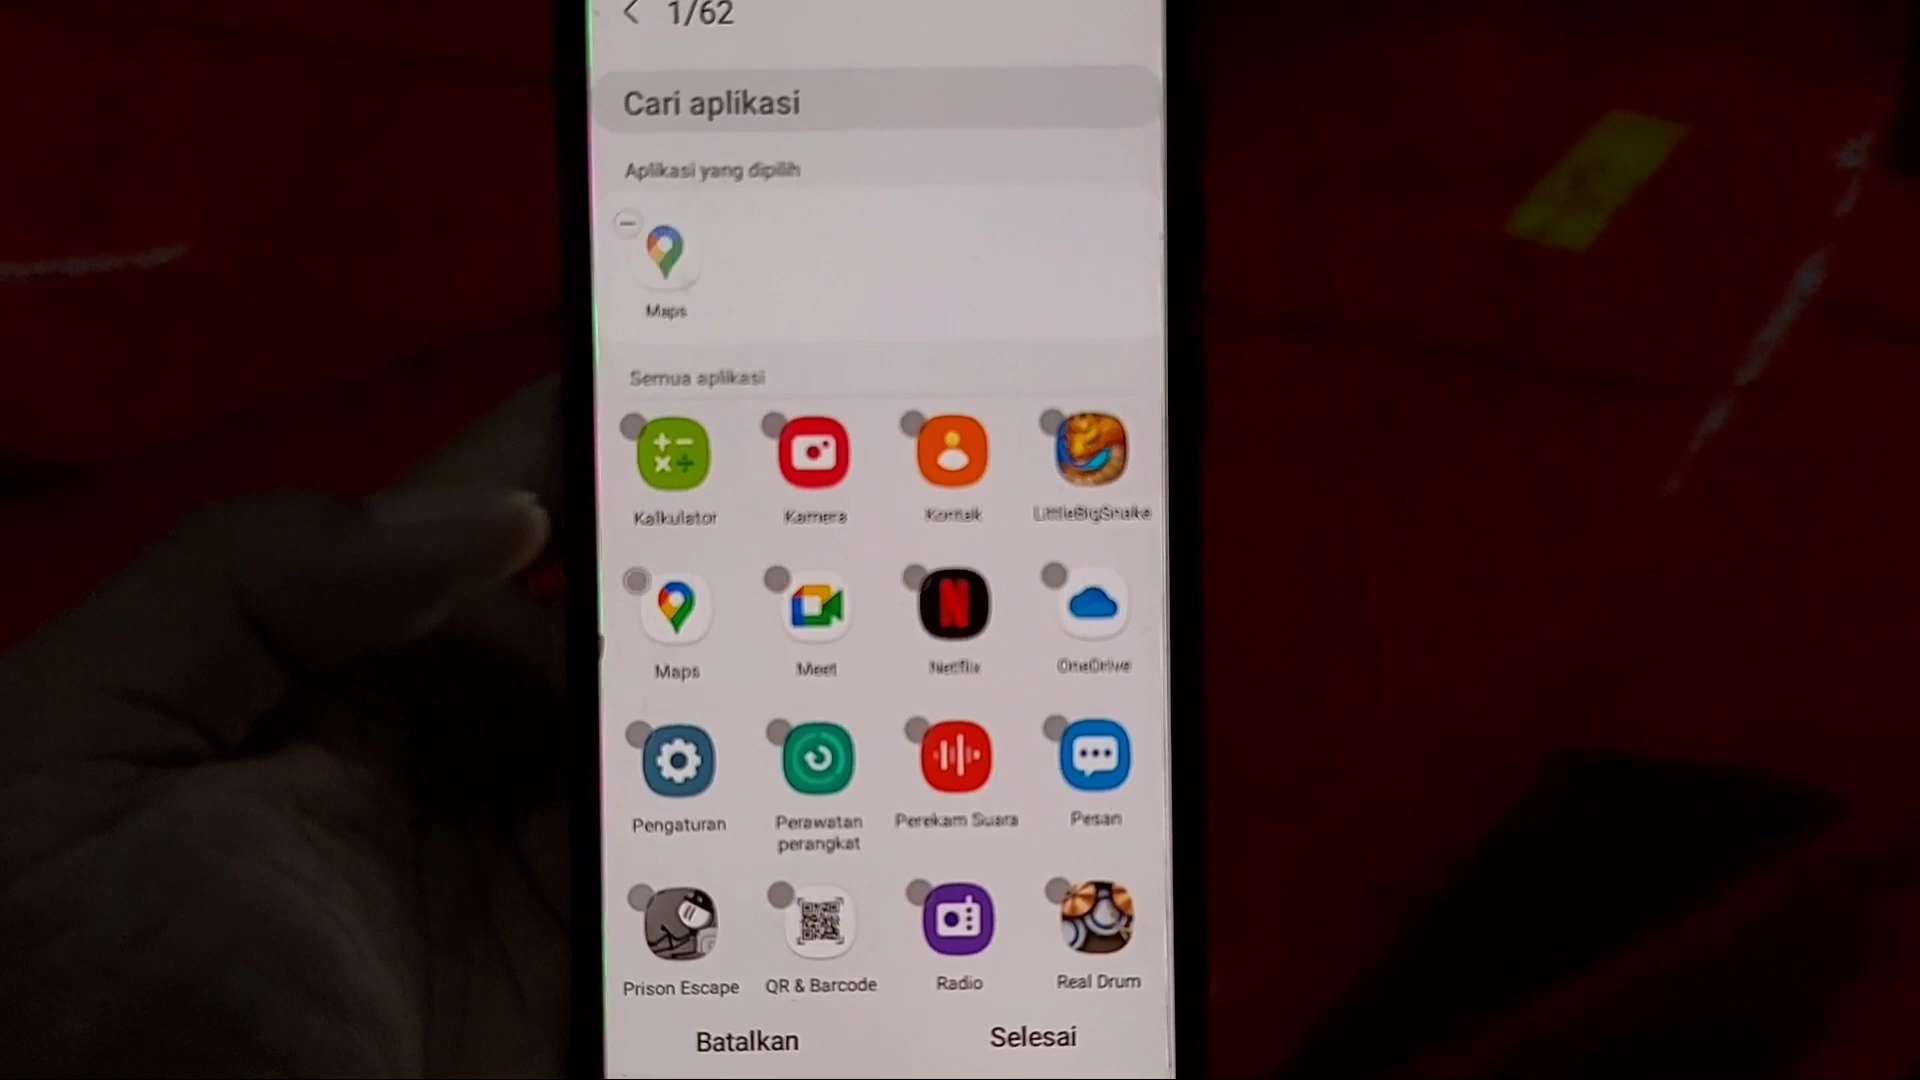 1/62
Cari aplikasi
Aplikasi yang dipilih
Maps
Semua aplikasi
Kalkulator
Kamera
Kontak
LittleBigSnake
Maps
Meet
Netflix
OneDrive
Pengaturan
Perawatan
perangkat
Perekam Suara
Pesan
Prison Escape
QR & Barcode
Radio
Real Drum
Batalkan
Selesai